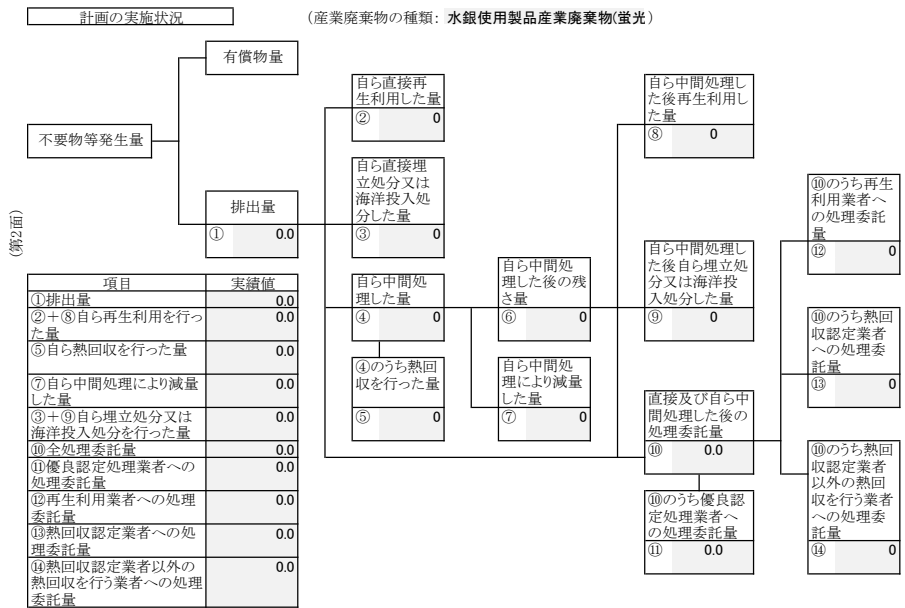 計画の実施状況
(産業廃棄物の種類: 水銀使用製品産業廃棄物(蛍光)
有償物量
不要物等発生量
排出量
① 0.0
自ら直接再
生利用した量
② 0
自ら直接埋
立処分又は
海洋投入処
分した量
③ 0
自ら中間処
理した量
④ 0
④のうち熱回
収を行った量
⑤ 0
自ら中間処
理した後の残
さ量
⑥ 0
自ら中間処
理により減量
した量
⑦ 0
自ら中間処理し
た後再生利用し
た量
⑧ 0
自ら中間処理し
た後自ら埋立処
分又は海洋投
入処分した量
⑨ 0
直接及び自ら中
間処理した後の
処理委託量
⑩ 0.0
⑩のうち優良認
定処理業者へ
の処理委託量
⑪ 0.0
⑩のうち再生
利用業者へ
の処理委託
量
⑫ 0
⑩のうち熱回
収認定業者
への処理委
託量
⑬ 0
⑩のうち熱回
収認定業者
以外の熱回
収を行う業者
への処理委
託量
⑭ 0
(第2面)
項目 実績値
①排出量 0.0
②+⑧自ら再生利用を行っ 0.0
た量
⑤自ら熱回収を行った量 0.0
⑦自ら中間処理により減量 0.0
した量
③+⑨自ら埋立処分又は 0.0
海洋投入処分を行った量
⑩全処理委託量 0.0
⑪優良認定処理業者への 0.0
処理委託量
⑫再生利用業者への処理 0.0
委託量
⑬熱回収認定業者への処 0.0
理委託量
⑭熱回収認定業者以外の 0.0
熱回収を行う業者への処理
委託量